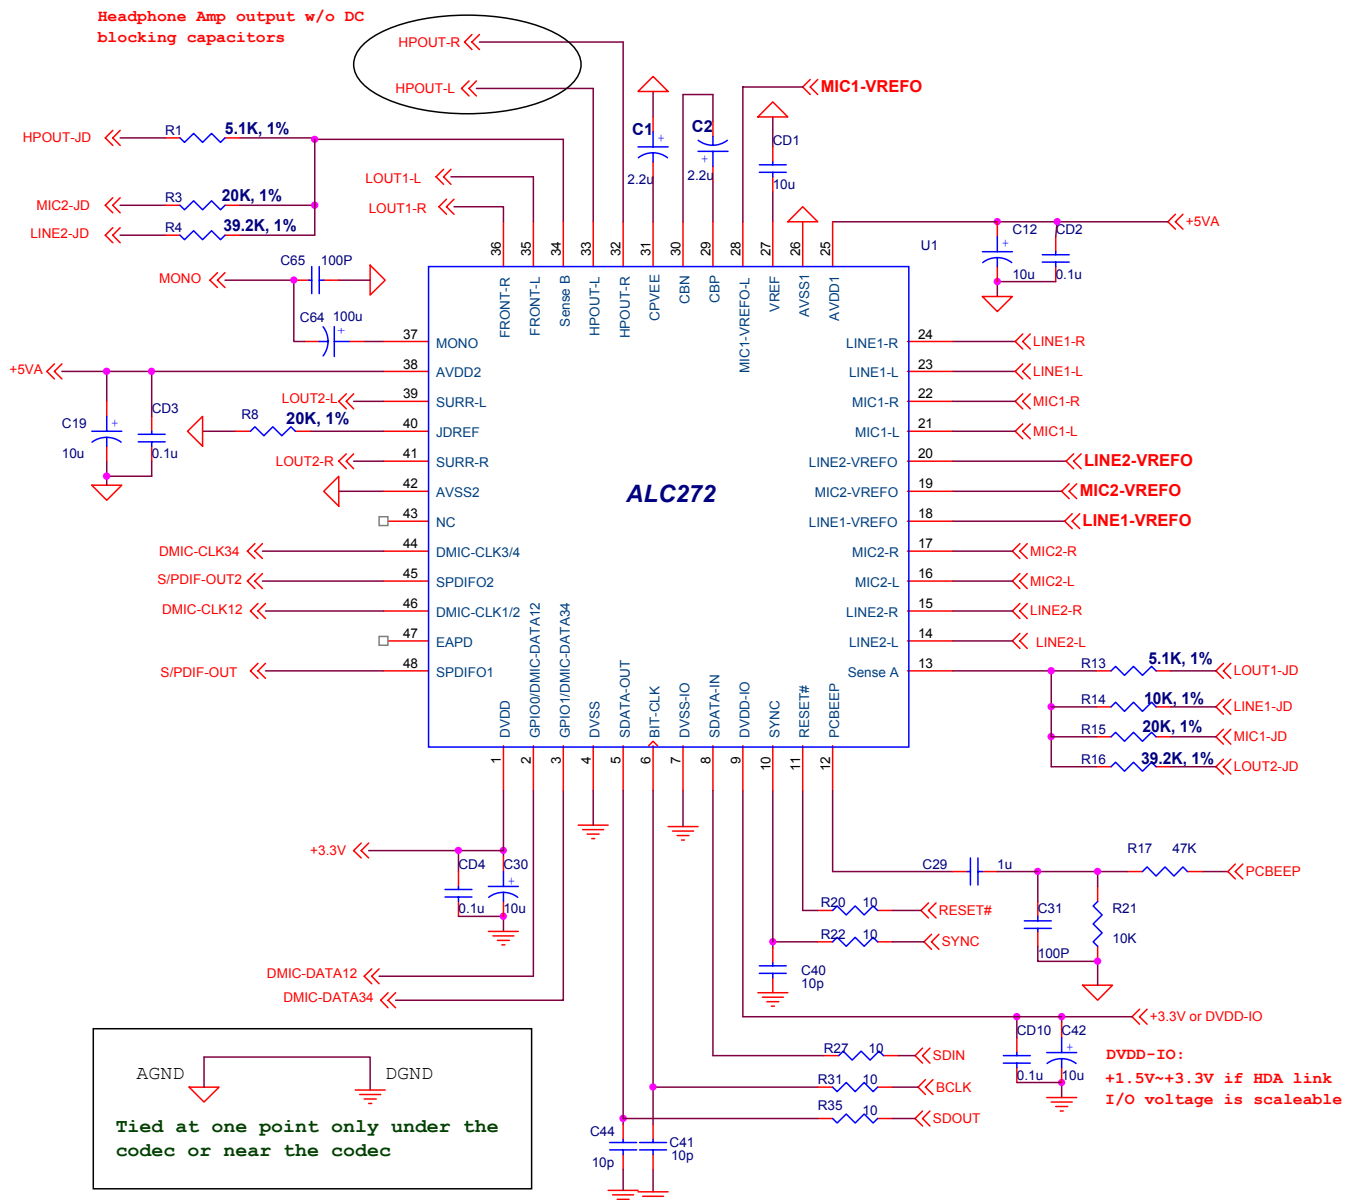 Headphone Amp output w/o DC
blocking capacitors
HPOUT-R
HPOUT-L
MIC1-VREFO
HPOUT-JD
R1
5.1K, 1%
C1
2.2u
C2
2.2u
CD1
10u
MIC2-JD
R3
20K, 1%
LINE2-JD
R4
39.2K, 1%
LOUT1-L
LOUT1-R
+5VA
C12
10u
CD2
0.1u
U1
MONO
C65
100P
C64
100u
36
35
34
33
32
31
30
29
28
27
26
25
FRONT-R
FRONT-L
Sense B
HPOUT-L
HPOUT-R
CPVEE
CBN
CBP
MIC1-VREFO-L
VREF
AVSS1
AVDD1
37
MONO
38
AVDD2
39
SURR-L
40
JDREF
41
SURR-R
42
AVSS2
43
NC
44
DMIC-CLK3/4
45
SPDIFO2
46
DMIC-CLK1/2
47
EAPD
48
SPDIFO1
+5VA
C19
10u
CD3
0.1u
LOUT2-L
R8
20K, 1%
LOUT2-R
DMIC-CLK34
S/PDIF-OUT2
DMIC-CLK12
S/PDIF-OUT
ALC272
LINE1-R
24
LINE1-R
LINE1-L
23
LINE1-L
MIC1-R
22
MIC1-R
MIC1-L
21
MIC1-L
LINE2-VREFO
20
LINE2-VREFO
MIC2-VREFO
19
MIC2-VREFO
LINE1-VREFO
18
LINE1-VREFO
MIC2-R
17
MIC2-R
MIC2-L
16
MIC2-L
LINE2-R
15
LINE2-R
LINE2-L
14
LINE2-L
Sense A
13
R13
5.1K, 1%
LOUT1-JD
R14
10K, 1%
LINE1-JD
R15
20K, 1%
MIC1-JD
R16
39.2K, 1%
LOUT2-JD
DVDD
GPIO0/DMIC-DATA12
GPIO1/DMIC-DATA34
DVSS
SDATA-OUT
BIT-CLK
DVSS-IO
SDATA-IN
DVDD-IO
SYNC
RESET#
PCBEEP
1
2
3
4
5
6
7
8
9
10
11
12
+3.3V
CD4
0.1u
C30
10u
DMIC-DATA12
DMIC-DATA34
C29
1u
R17
47K
PCBEEP
C31
100P
R21
10K
R20
10
RESET#
R22
10
SYNC
C40
10p
+3.3V or DVDD-IO
CD10
0.1u
C42
10u
DVDD-IO:
+1.5V~+3.3V if HDA link
I/O voltage is scaleable
R27
10
SDIN
R31
10
BCLK
R35
10
SDOUT
C44
10p
C41
10p
AGND
DGND
Tied at one point only under the
codec or near the codec